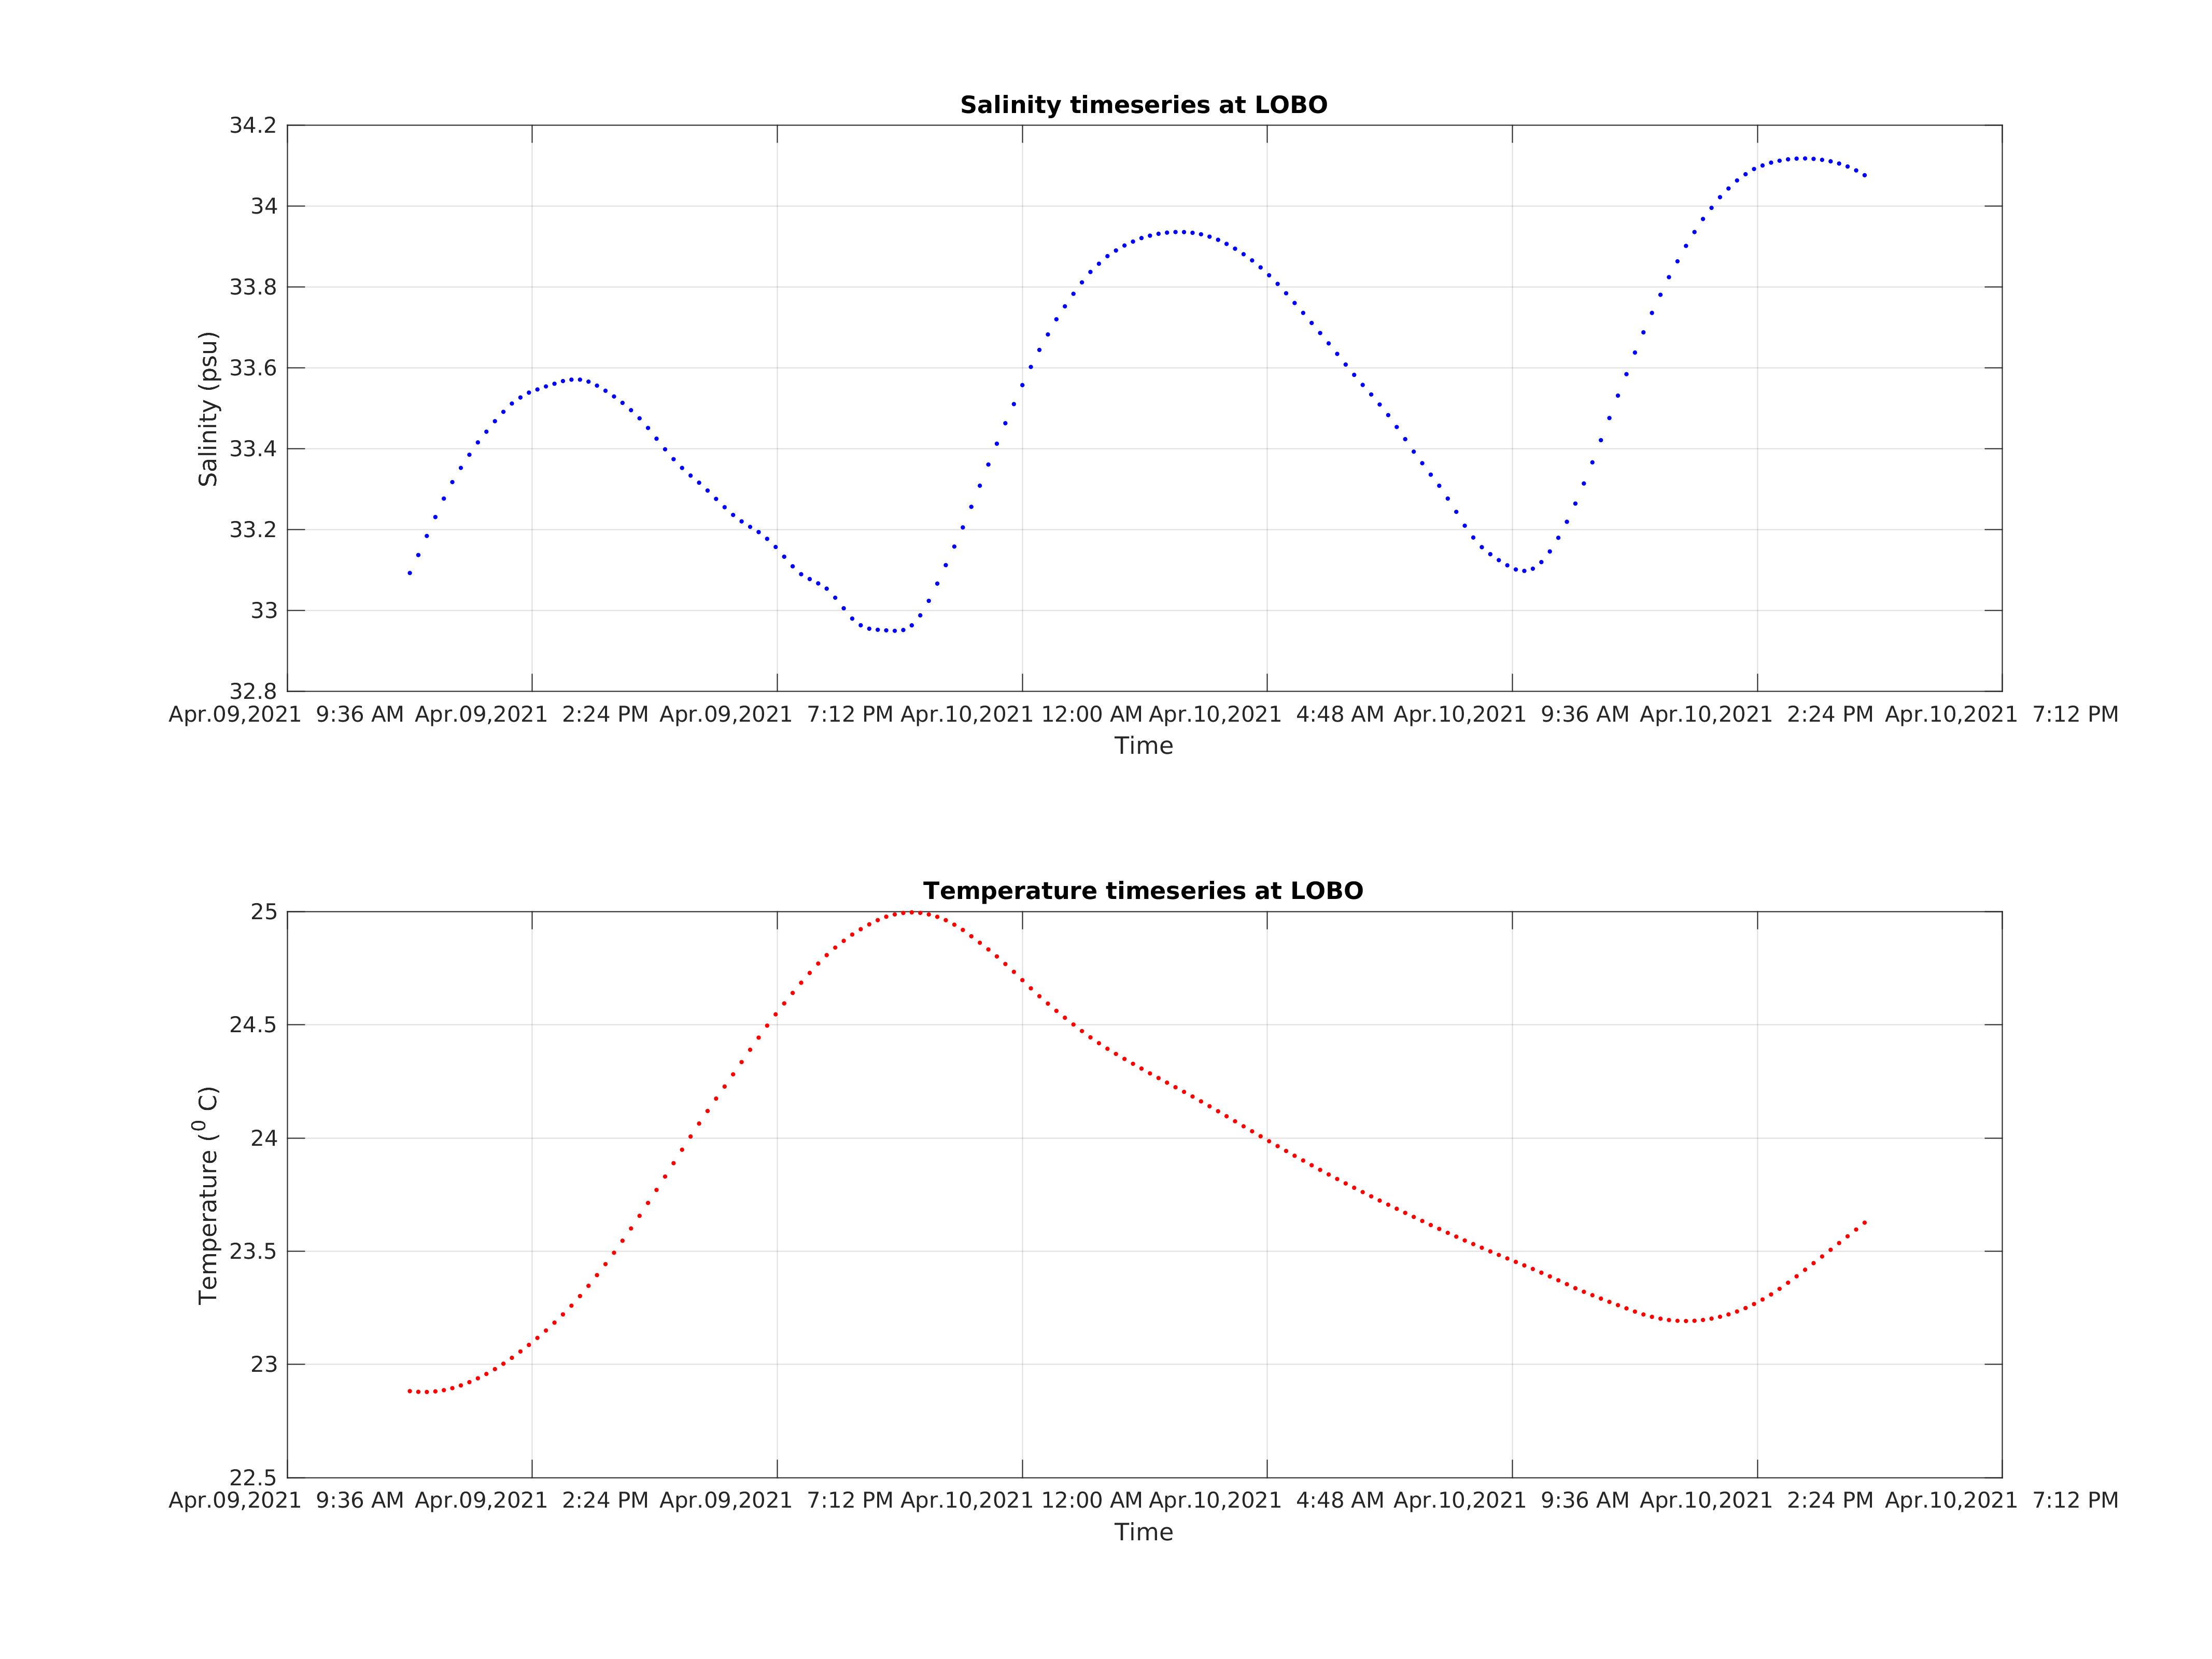 Salinity timeseries at LOBO
34.2
34
33.8
33.6
33.4
33.2
33
32.8
Salinity (psu)
Apr.09,2021  9:36 AM Apr.09,2021  2:24 PM Apr.09,2021  7:12 PM Apr.10,2021 12:00 AM Apr.10,2021  4:48 AM Apr.10,2021  9:36 AM Apr.10,2021  2:24 PM Apr.10,2021  7:12 PM
Time
Temperature timeseries at LOBO
25
24.5
24
23.5
23
22.5
Temperature (⁰ C)
Apr.09,2021  9:36 AM Apr.09,2021  2:24 PM Apr.09,2021  7:12 PM Apr.10,2021 12:00 AM Apr.10,2021  4:48 AM Apr.10,2021  9:36 AM Apr.10,2021  2:24 PM Apr.10,2021  7:12 PM
Time